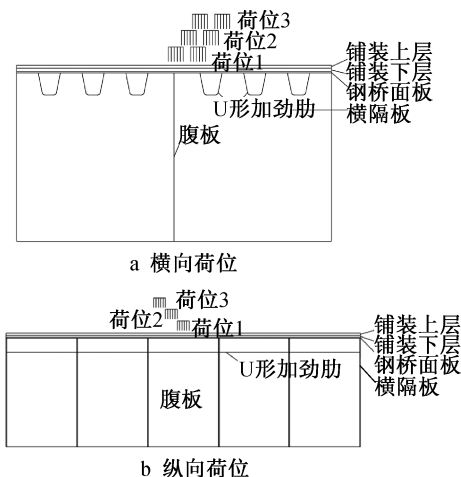 荷位3
荷位2
荷位1
铺装上层
铺装下层
钢桥面板
U形加劲肋
横隔板
腹板
a 横向荷位
荷位3
荷位2
荷位1
铺装上层
铺装下层
钢桥面板
U形加劲肋
横隔板
腹板
b 纵向荷位